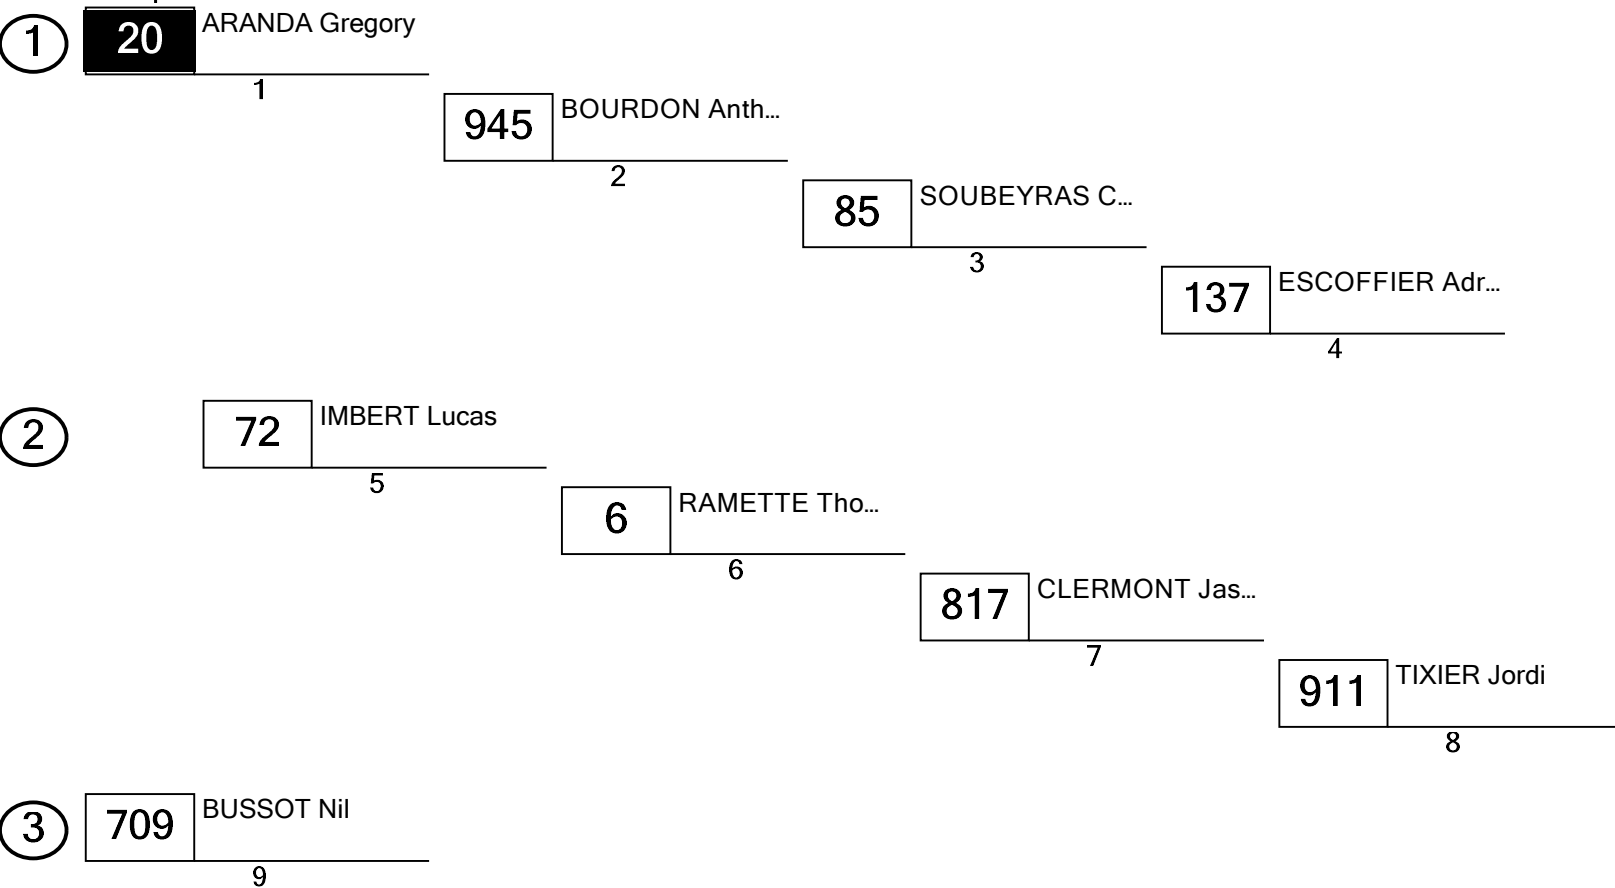 1
20 ARANDA Gregory
1
945 BOURDON Anth...
2
85 SOUBEYRAS C...
3
137 ESCOFFIER Adr...
4
2
72 IMBERT Lucas
5
6 RAMETTE Tho...
6
817 CLERMONT Jas...
7
911 TIXIER Jordi
8
3
709 BUSSOT Nil
9